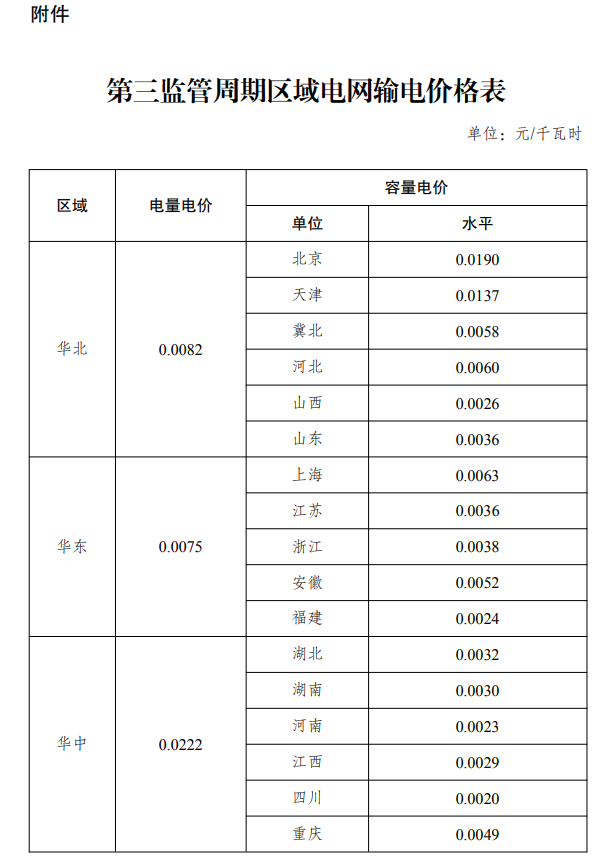 附件
第三监管周期区域电网输电价格表
单位：元/千瓦时
区域 电量电价 容量电价
单位 水平
华北 0.0082 北京 0.0190
天津 0.0137
冀北 0.0058
河北 0.0060
山西 0.0026
山东 0.0036
华东 0.0075 上海 0.0063
江苏 0.0036
浙江 0.0038
安徽 0.0052
福建 0.0024
华中 0.0222 湖北 0.0032
湖南 0.0030
河南 0.0023
江西 0.0029
四川 0.0020
重庆 0.0049